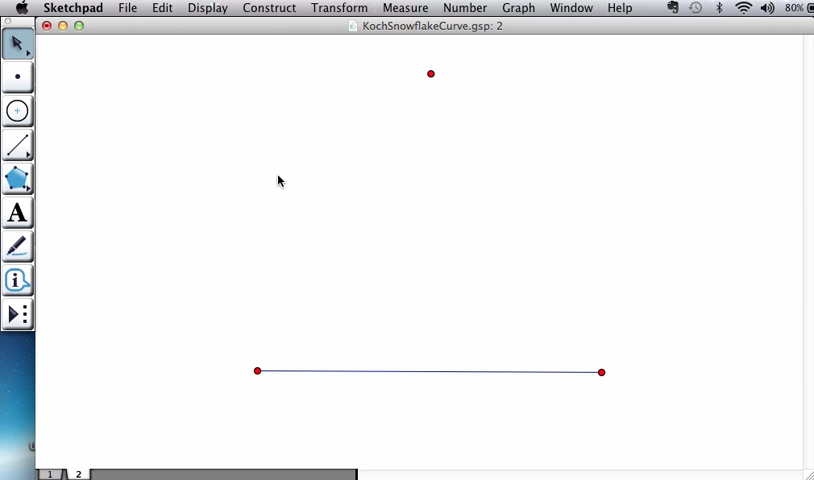 Sketchpad File Edit Display Construct Transform Measure Number Graph Window Help 80%
KochSnowflakeCurve.gsp: 2
A
i
1 2